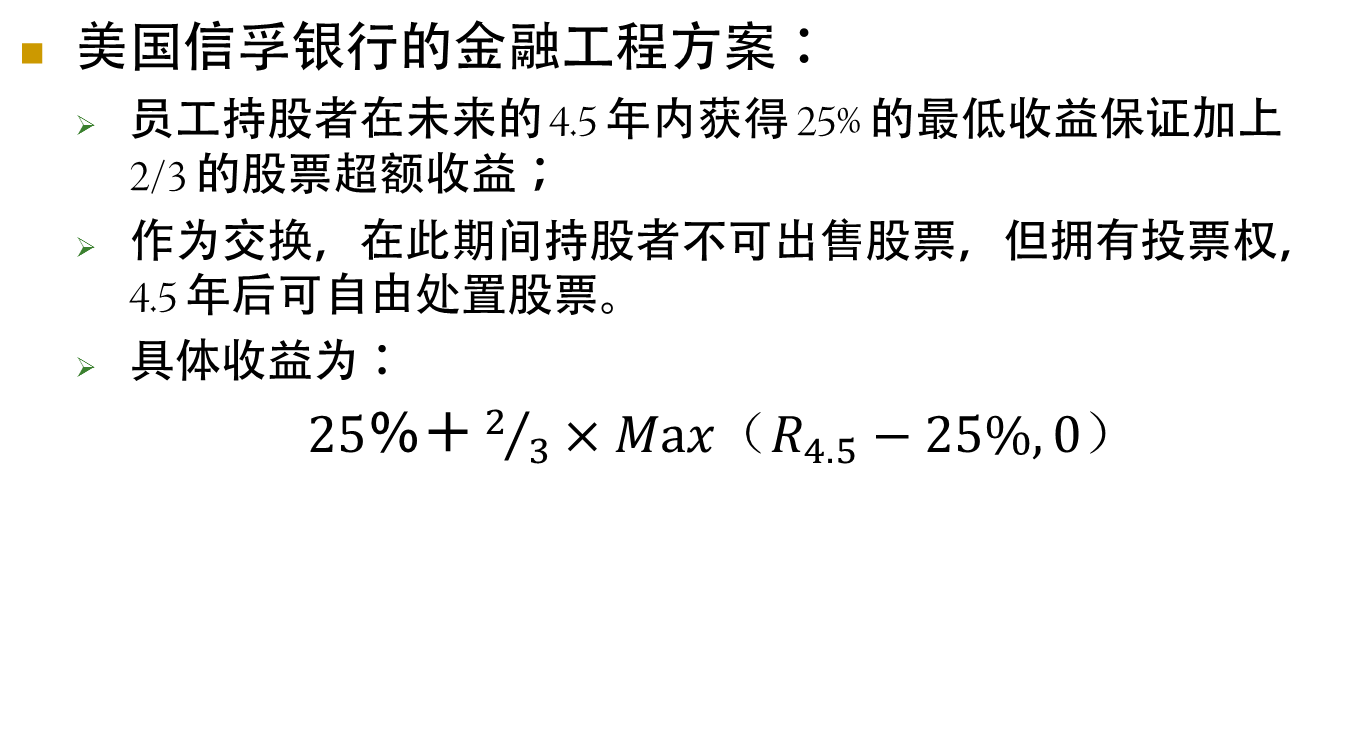 美国信孚银行的金融工程方案：
员工持股者在未来的4.5年内获得25%的最低收益保证加上
2/3的股票超额收益；
作为交换，在此期间持股者不可出售股票，但拥有投票权，
4.5年后可自由处置股票。
具体收益为：
25%＋2/3 × Max（R4.5 − 25%, 0）